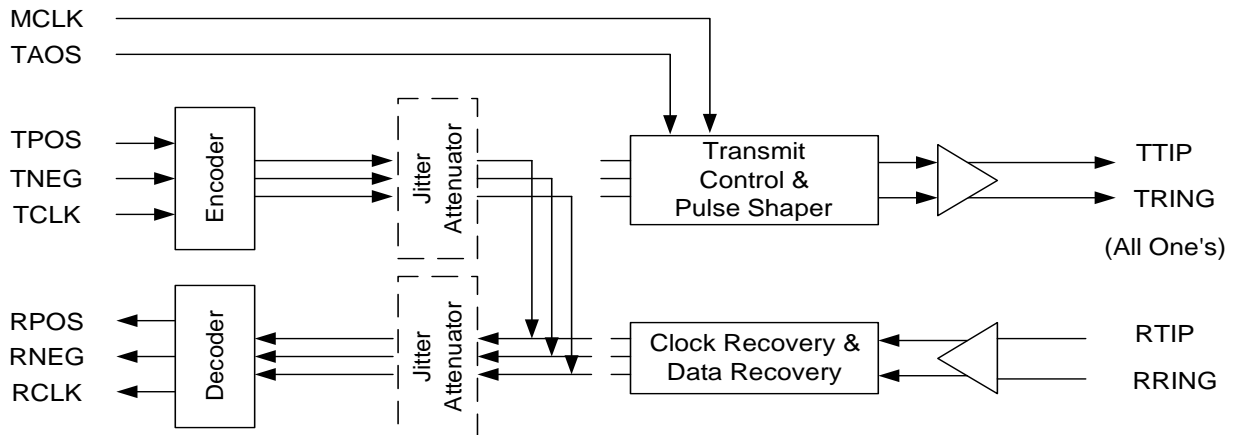 MCLK
TAOS
TPOS
TNEG
TCLK
Encoder
Jitter
Attenuator
Transmit
Control &
Pulse Shaper
TTIP
TRING
(All One's)
RPOS
RNEG
RCLK
Decoder
Jitter
Attenuator
Clock Recovery &
Data Recovery
RTIP
RRING